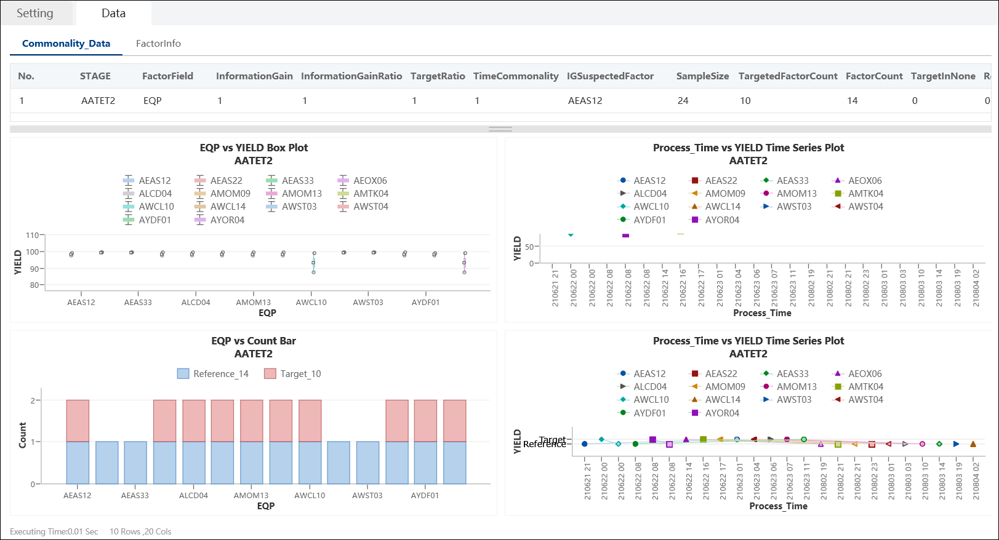 Setting Data
Commonality_Data FactorInfo
No. STAGE FactorField InformationGain InformationGainRatio TargetRatio TimeCommonality IGSuspectedFactor SampleSize TargetedFactorCount FactorCount TargetInNone
1 AATET2 EQP 1 1 1 1 AEAS12 24 10 14 0 0
EQP vs YIELD Box Plot
AATET2
AEAS12 AEAS22 AEAS33 AEOX06
ALCD04 AMOM09 AMOM13 AMTK04
AWCL10 AWCL14 AWST03 AWST04
AYDF01 AYOR04
110
100
90
80
YIELD
AEAS12 AEAS33 ALCD04 AMOM13 AWCL10 AWST03 AYDF01
EQP
Process_Time vs YIELD Time Series Plot
AATET2
AEAS12 AEAS22 AEAS33 AEOX06
ALCD04 AMOM09 AMOM13 AMTK04
AWCL10 AWCL14 AWST03 AWST04
AYDF01 AYOR04
50
0
YIELD
210621 21
210622 00
210622 00
210622 08
210622 08
210622 08
210622 14
210622 16
210622 17
210623 01
210623 04
210623 06
210623 07
210623 11
210802 19
210802 21
210802 21
210802 23
210803 01
210803 03
210803 10
210803 14
210803 19
210804 02
Process_Time
EQP vs Count Bar
AATET2
Reference_14 Target_10
2
1
0
Count
AEAS12 AEAS33 ALCD04 AMOM13 AWCL10 AWST03 AYDF01
EQP
Process_Time vs YIELD Time Series Plot
AATET2
AEAS12 AEAS22 AEAS33 AEOX06
ALCD04 AMOM09 AMOM13 AMTK04
AWCL10 AWCL14 AWST03 AWST04
AYDF01 AYOR04
Target
Reference
YIELD
210621 21
210622 00
210622 00
210622 08
210622 08
210622 08
210622 14
210622 16
210622 17
210623 01
210623 04
210623 06
210623 07
210623 11
210802 19
210802 21
210802 21
210802 23
210803 01
210803 03
210803 10
210803 14
210803 19
210804 02
Process_Time
Executing Time:0.01 Sec 10 Rows ,20 Cols